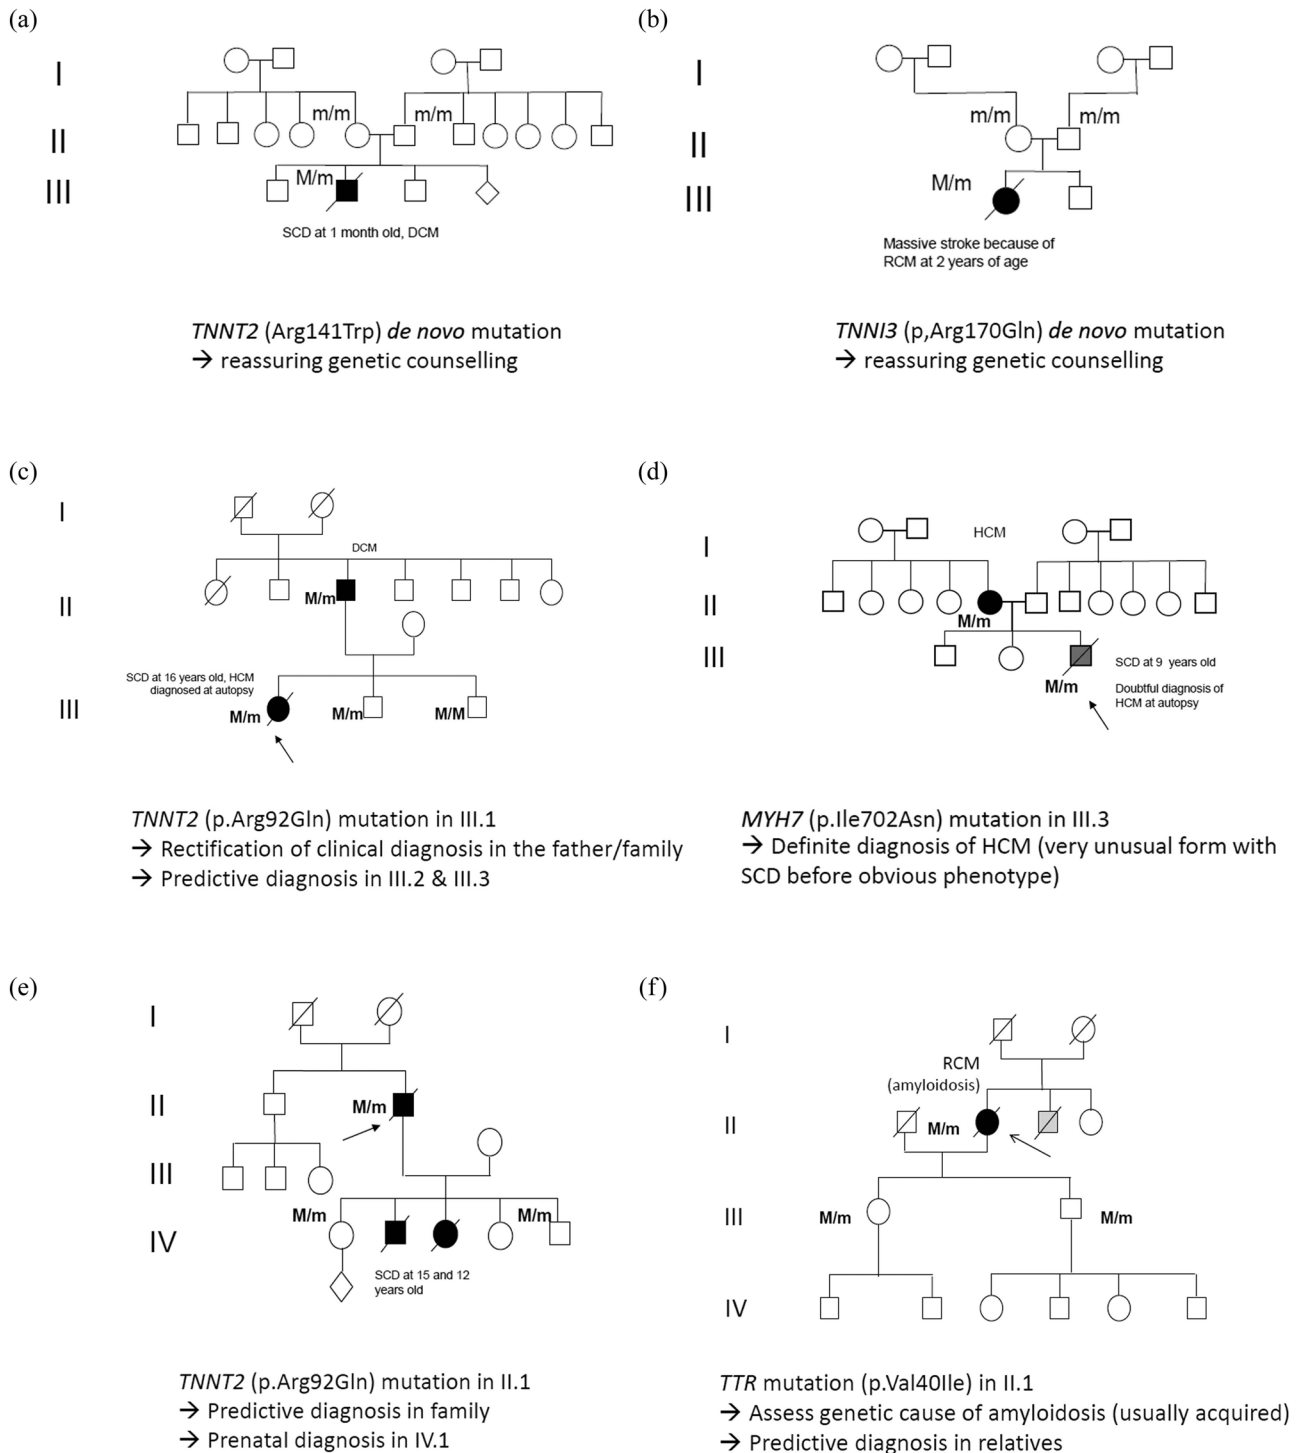 (a)
I
II
III
m/m
m/m
M/m
SCD at 1 month old, DCM
TNNT2 (Arg141Trp) de novo mutation
→ reassuring genetic counselling
(b)
I
II
III
m/m
m/m
M/m
Massive stroke because of
RCM at 2 years of age
TNNI3 (p,Arg170Gln) de novo mutation
→ reassuring genetic counselling
(c)
I
DCM
II
M/m
SCD at 16 years old, HCM
diagnosed at autopsy
III
M/m
M/m
M/M
TNNT2 (p.Arg92Gln) mutation in III.1
→ Rectification of clinical diagnosis in the father/family
→ Predictive diagnosis in III.2 & III.3
(d)
I
HCM
II
M/m
III
SCD at 9 years old
M/m
Doubtful diagnosis of
HCM at autopsy
MYH7 (p.Ile702Asn) mutation in III.3
→ Definite diagnosis of HCM (very unusual form with
SCD before obvious phenotype)
(e)
I
II
M/m
III
M/m
M/m
IV
SCD at 15 and 12
years old
TNNT2 (p.Arg92Gln) mutation in II.1
→ Predictive diagnosis in family
→ Prenatal diagnosis in IV.1
(f)
I
RCM
(amyloidosis)
II
M/m
III
M/m
M/m
IV
TTR mutation (p.Val40Ile) in II.1
→ Assess genetic cause of amyloidosis (usually acquired)
→ Predictive diagnosis in relatives